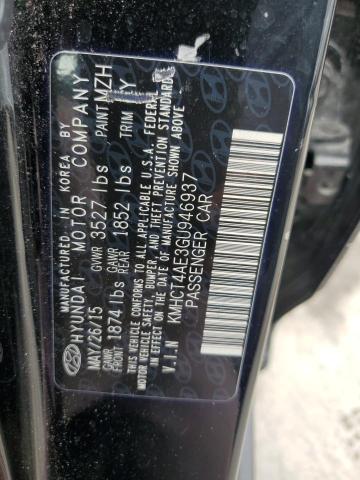 MANUFACTURED IN KOREA BY
HYUNDAI MOTOR COMPANY
MAY/26/15 GVWR 3527 lbs PAINT MZH
GAWR FRONT 1874 lbs GAWR REAR 1852 lbs TRIM Y
THIS VEHICLE CONFORMS TO ALL APPLICABLE U.S.A. FEDERAL
MOTOR VEHICLE SAFETY, BUMPER, AND THEFT PREVENTION STANDARD
IN EFFECT ON THE DATE OF MANUFACTURE SHOWN ABOVE
V.I.N KMHCT4AE3GU946937
PASSENGER CAR